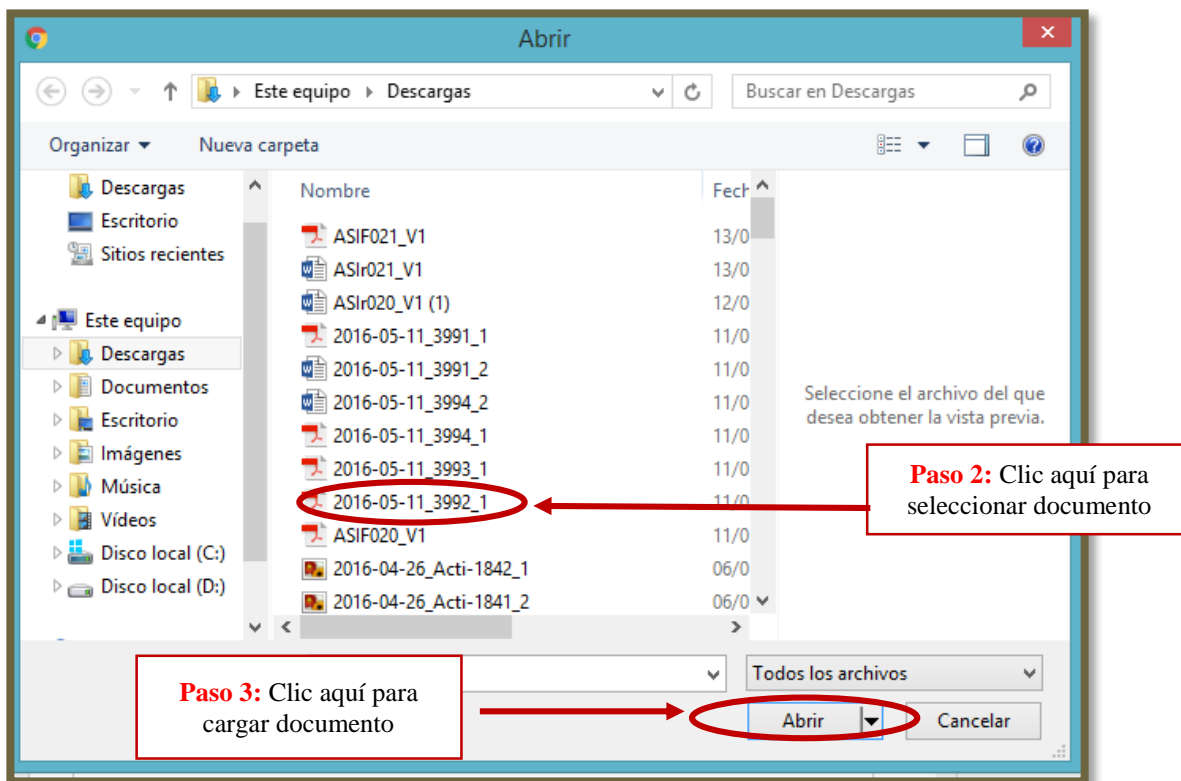 Abrir
Este equipo Descargas
Buscar en Descargas
Organizar
Nueva carpeta
Descargas
Escritorio
Sitios recientes
Este equipo
Descargas
Documentos
Escritorio
Imágenes
Música
Vídeos
Disco local (C:)
Disco local (D:)
Nombre Fech
ASIF021_V1 13/0
ASIr021_V1 13/0
ASIr020_V1 (1) 12/0
2016-05-11_3991_1 11/0
2016-05-11_3991_2 11/0
2016-05-11_3994_2 11/0
2016-05-11_3994_1 11/0
2016-05-11_3993_1 11/0
2016-05-11_3992_1 11/0
ASIF020_V1 11/0
2016-04-26_Acti-1842_1 06/0
2016-04-26_Acti-1841_2 06/0
Seleccione el archivo del que
desea obtener la vista previa.
Paso 2: Clic aquí para
seleccionar documento
Paso 3: Clic aquí para
cargar documento
Todos los archivos
Abrir
Cancelar